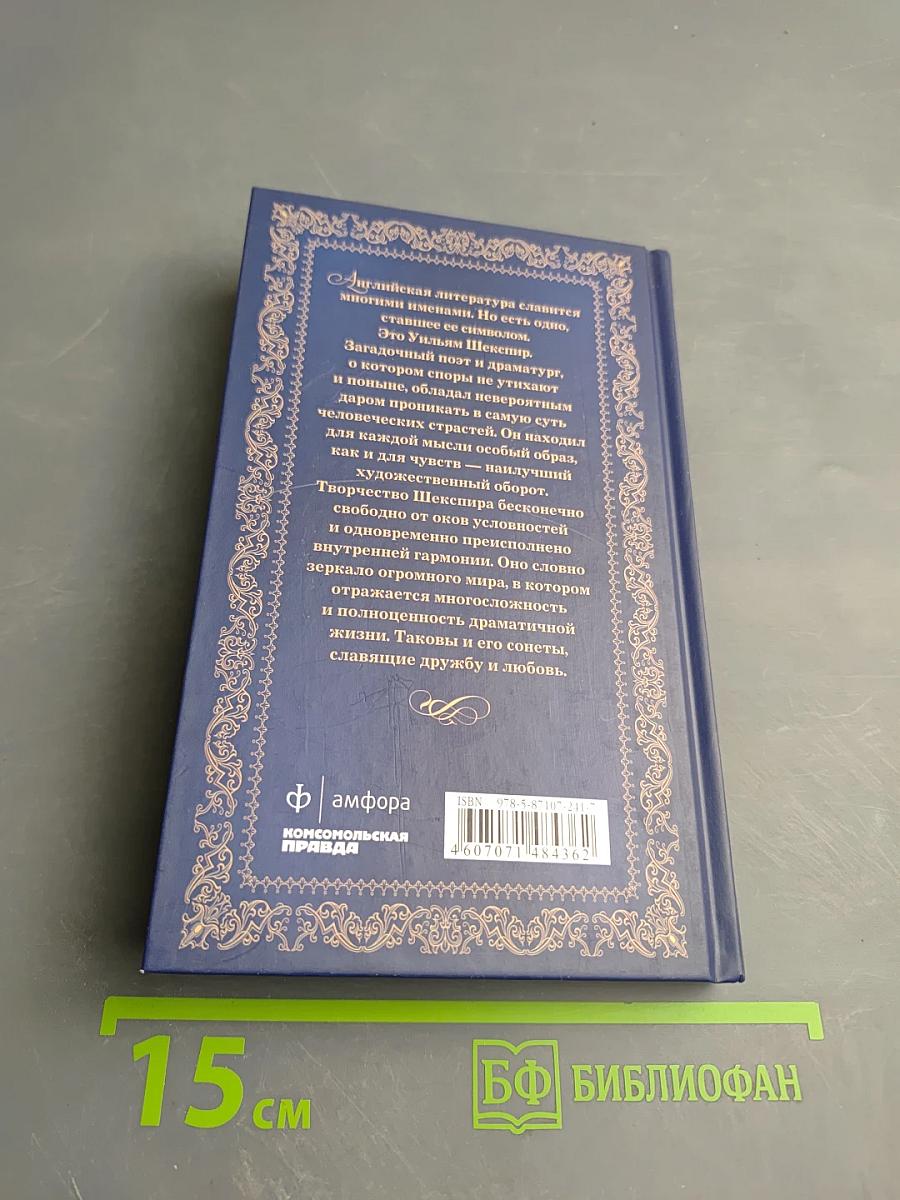 Английская литература славится
многими именами. Но есть одно,
ставшее ее символом.
Это Уильям Шекспир.
Загадочный поэт и драматург,
о котором споры не утихают
и поныне, обладал невероятным
даром проникать в самую суть
человеческих страстей. Он находил
для каждой мысли особый образ,
как и для чувств — наилучший
художественный оборот.
Творчество Шекспира бесконечно
свободно от оков условностей
и одновременно преисполнено
внутренней гармонии. Оно словно
зеркало огромного мира, в котором
отражается многосложность
и полноценность драматичной
жизни. Таковы и его сонеты,
славящие дружбу и любовь.
ф | амфора
КОМСОМОЛЬСКАЯ
ПРАВДА
ISBN 978-5-87107-241-7
4607071 484362
15 см
БФ БИБЛИОФАН